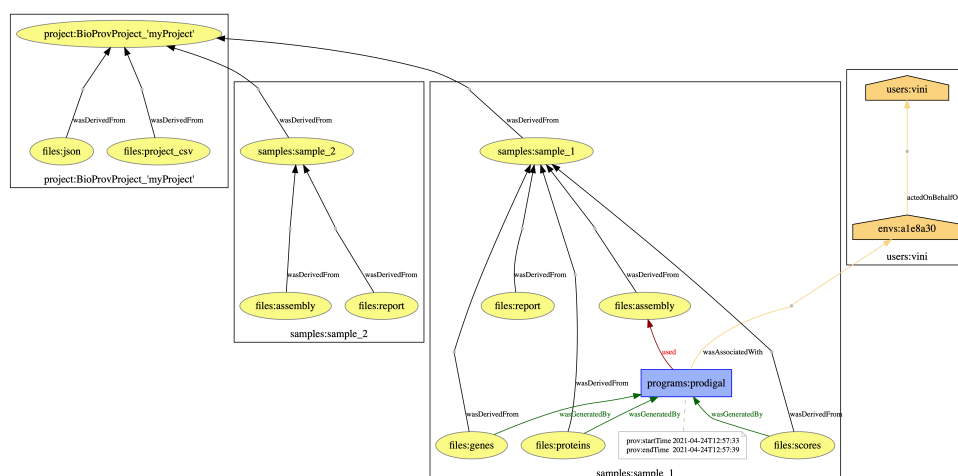 project:BioProvProject_'myProject'
users:vini
wasDerivedFrom
wasDerivedFrom
wasDerivedFrom
wasDerivedFrom
files:json
files:project_csv
samples:sample_2
samples:sample_1
project:BioProvProject_'myProject'
actedOnBehalfO
envs:a1e8a30
users:vini
wasDerivedFrom
wasDerivedFrom
wasDerivedFrom
wasDerivedFrom
files:assembly
files:report
files:report
files:assembly
samples:sample_2
used
wasAssociatedWith
programs:prodigal
wasDerivedFrom
wasDerivedFrom
wasGeneratedBy
wasGeneratedBy
wasGeneratedBy
wasDerivedFrom
files:genes
files:proteins
prov:startTime 2021-04-24T12:57:33
prov:endTime 2021-04-24T12:57:39
files:scores
samples:sample_1